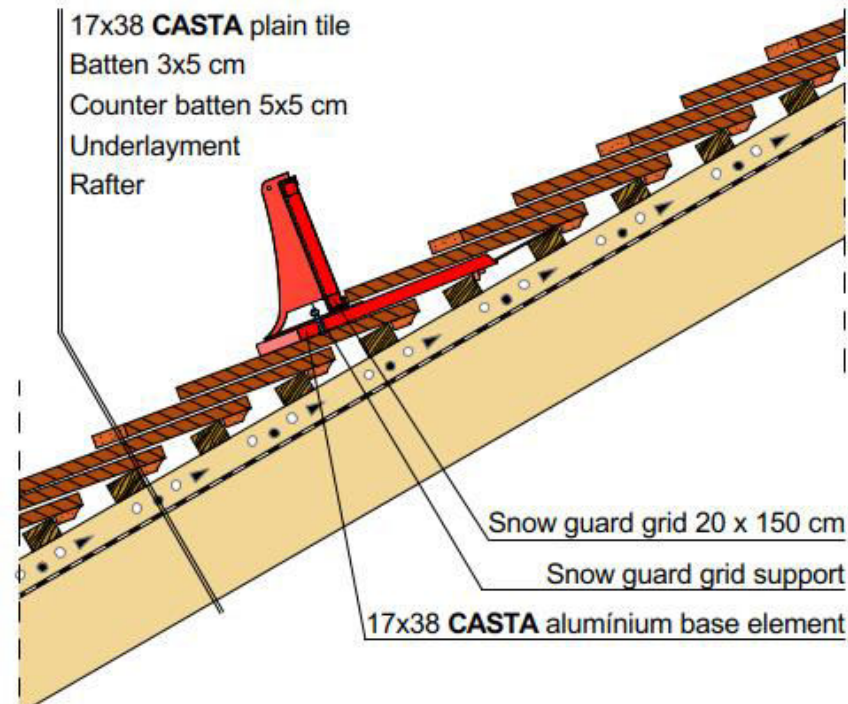 17x38 CASTA plain tile
Batten 3x5 cm
Counter batten 5x5 cm
Underlayment
Rafter
Snow guard grid 20 x 150 cm
Snow guard grid support
17x38 CASTA alumínium base element